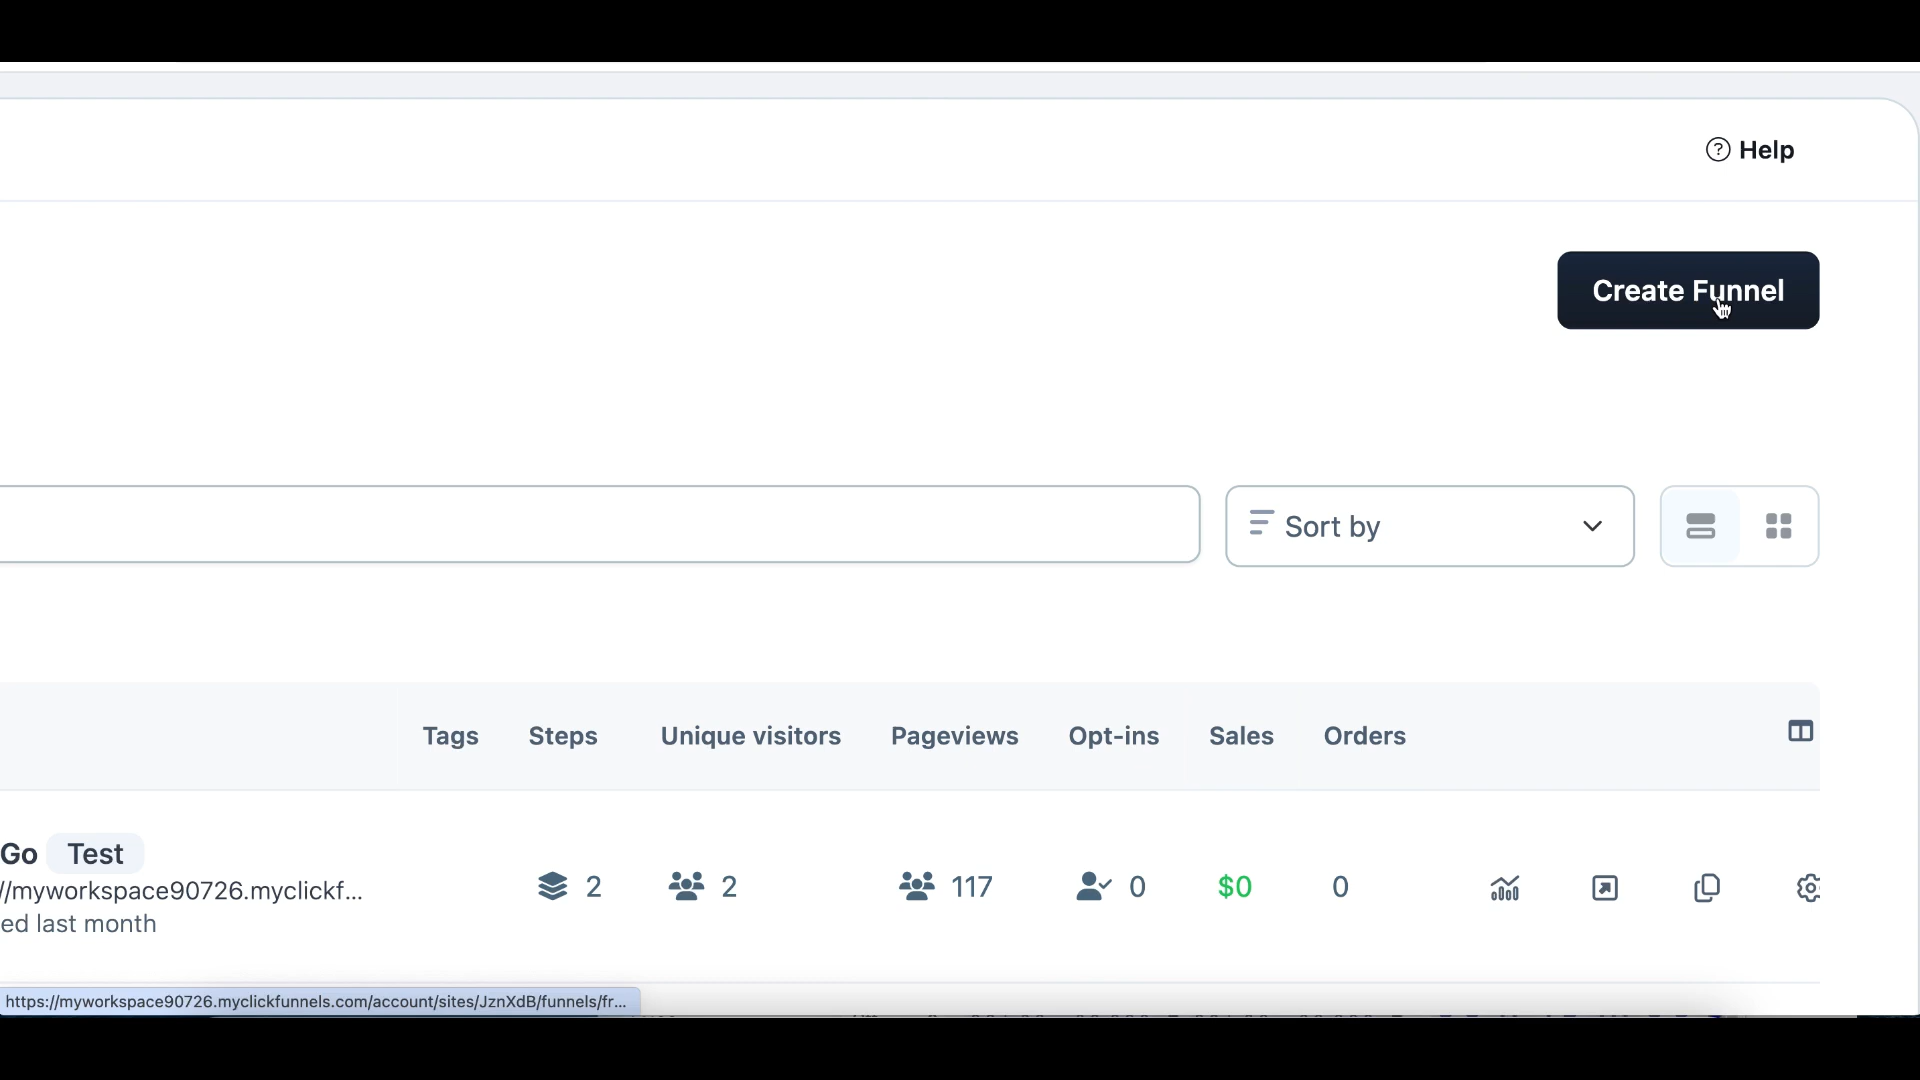 Help
Create Funnel
Sort by
Tags Steps Unique visitors Pageviews Opt-ins Sales Orders
Go Test
2 2 117 0 $0 0
//myworkspace90726.myclickf...
ed last month
https://myworkspace90726.myclickfunnels.com/account/sites/JznXdB/funnels/fr...